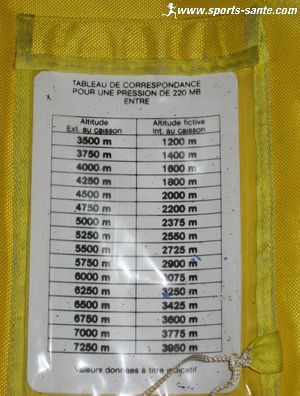 www.sports-sante.com
TABLEAU DE CORRESPONDANCE
POUR UNE PRESSION DE 220 MB
ENTRE
Altitude Altitude fictive
Ext. au caisson Int. au caisson
3500 m 1200 m
3750 m 1400 m
4000 m 1600 m
4250 m 1800 m
4500 m 2000 m
4750 m 2200 m
5000 m 2375 m
5250 m 2550 m
5500 m 2725 m
5750 m 2900 m
6000 m 3075 m
6250 m 3250 m
6500 m 3425 m
6750 m 3600 m
7000 m 3775 m
7250 m 3950 m
Valeurs données à titre indicatif